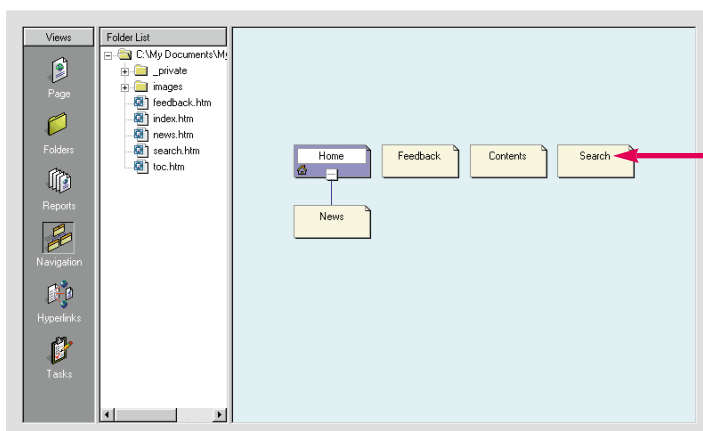 Views
Page
Folders
Reports
Navigation
Hyperlinks
Tasks
Folder List
C:\My Documents\My
_private
images
feedback.htm
index.htm
news.htm
search.htm
toc.htm
Home
Feedback
Contents
Search
News